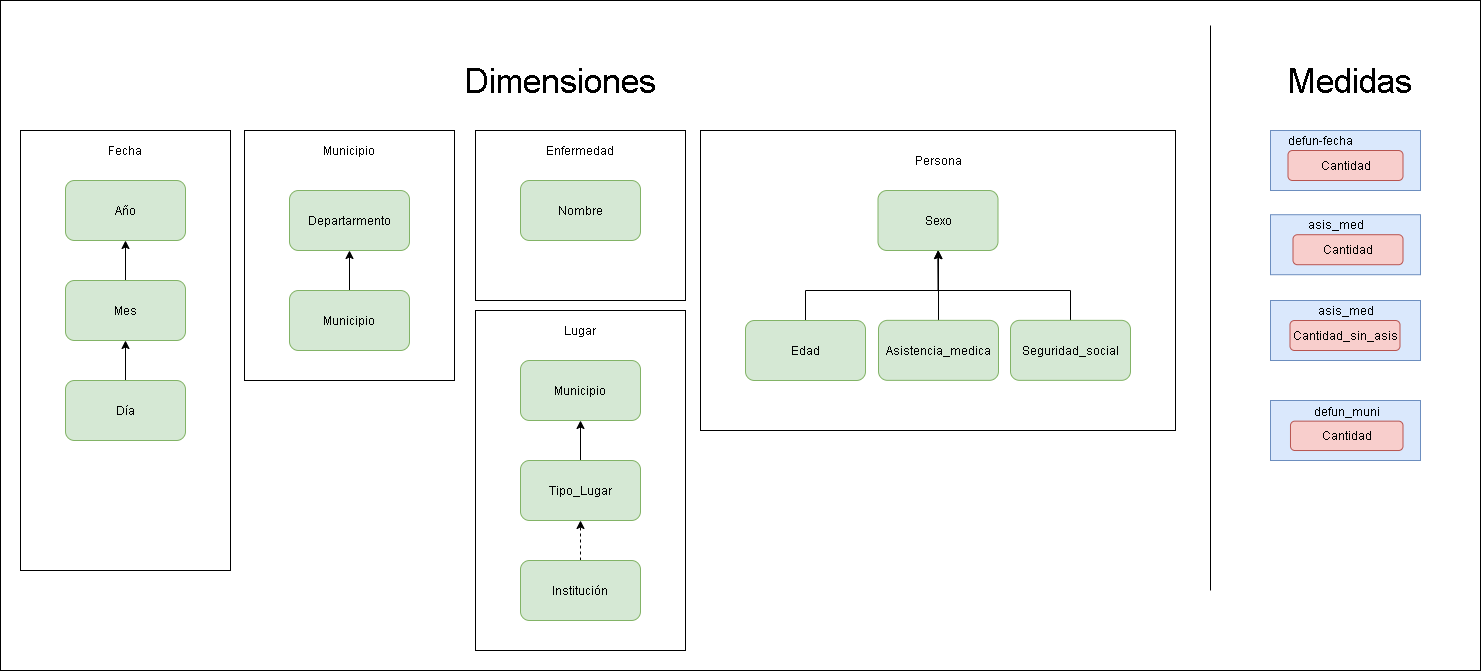 Dimensiones
Medidas
Fecha
Año
Mes
Día
Municipio
Departarmento
Municipio
Enfermedad
Nombre
Lugar
Municipio
Tipo_Lugar
Institución
Persona
Sexo
Edad
Asistencia_medica
Seguridad_social
defun-fecha
Cantidad
asis_med
Cantidad
asis_med
Cantidad_sin_asis
defun_muni
Cantidad